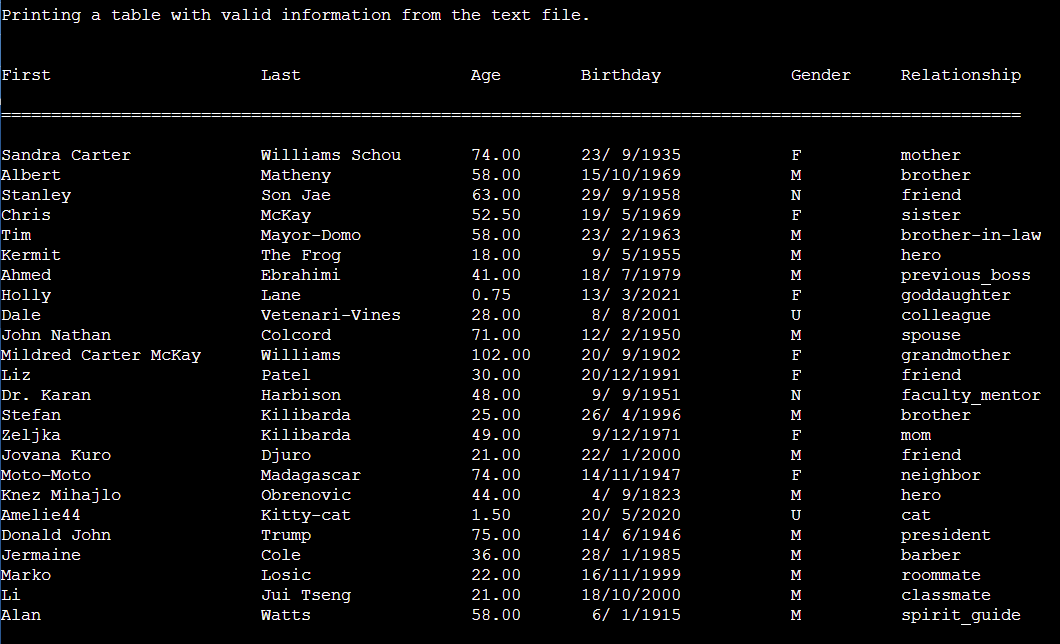 Printing a table with valid information from the text file.
First Last Age Birthday Gender Relationship
======================================================================================================
Sandra Carter Williams Schou 74.00 23/ 9/1935 F mother
Albert Matheny 58.00 15/10/1969 M brother
Stanley Son Jae 63.00 29/ 9/1958 N friend
Chris McKay 52.50 19/ 5/1969 F sister
Tim Mayor-Domo 58.00 23/ 2/1963 M brother-in-law
Kermit The Frog 18.00 9/ 5/1955 M hero
Ahmed Ebrahimi 41.00 18/ 7/1979 M previous_boss
Holly Lane 0.75 13/ 3/2021 F goddaughter
Dale Vetenari-Vines 28.00 8/ 8/2001 U colleague
John Nathan Colcord 71.00 12/ 2/1950 M spouse
Mildred Carter McKay Williams 102.00 20/ 9/1902 F grandmother
Liz Patel 30.00 20/12/1991 F friend
Dr. Karan Harbison 48.00 9/ 9/1951 N faculty_mentor
Stefan Kilibarda 25.00 26/ 4/1996 M brother
Zeljka Kilibarda 49.00 9/12/1971 F mom
Jovana Kuro Djuro 21.00 22/ 1/2000 M friend
Moto-Moto Madagascar 74.00 14/11/1947 F neighbor
Knez Mihajlo Obrenovic 44.00 4/ 9/1823 M hero
Amelie44 Kitty-cat 1.50 20/ 5/2020 U cat
Donald John Trump 75.00 14/ 6/1946 M president
Jermaine Cole 36.00 28/ 1/1985 M barber
Marko Losic 22.00 16/11/1999 M roommate
Li Jui Tseng 21.00 18/10/2000 M classmate
Alan Watts 58.00 6/ 1/1915 M spirit_guide